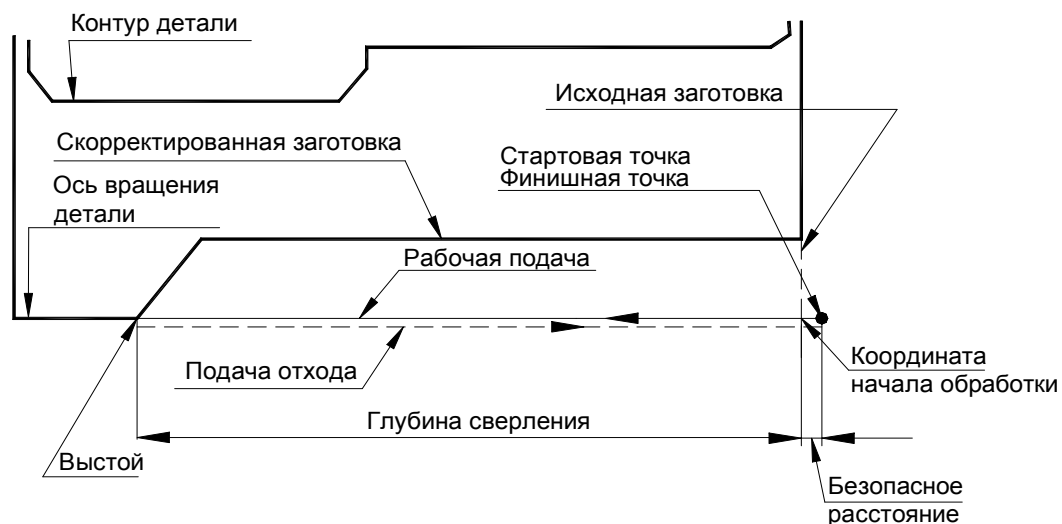 Контур детали
Исходная заготовка
Скорректированная заготовка
Стартовая точка
Финишная точка
Ось вращения
детали
Рабочая подача
Подача отхода
Координата
начала обработки
Глубина сверления
Выстой
Безопасное
расстояние